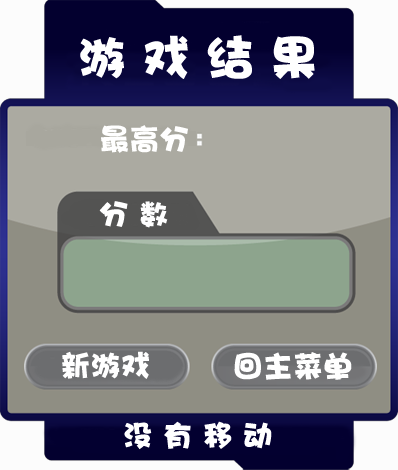 游戏结果
最高分：
分数
新游戏
回主菜单
没有移动